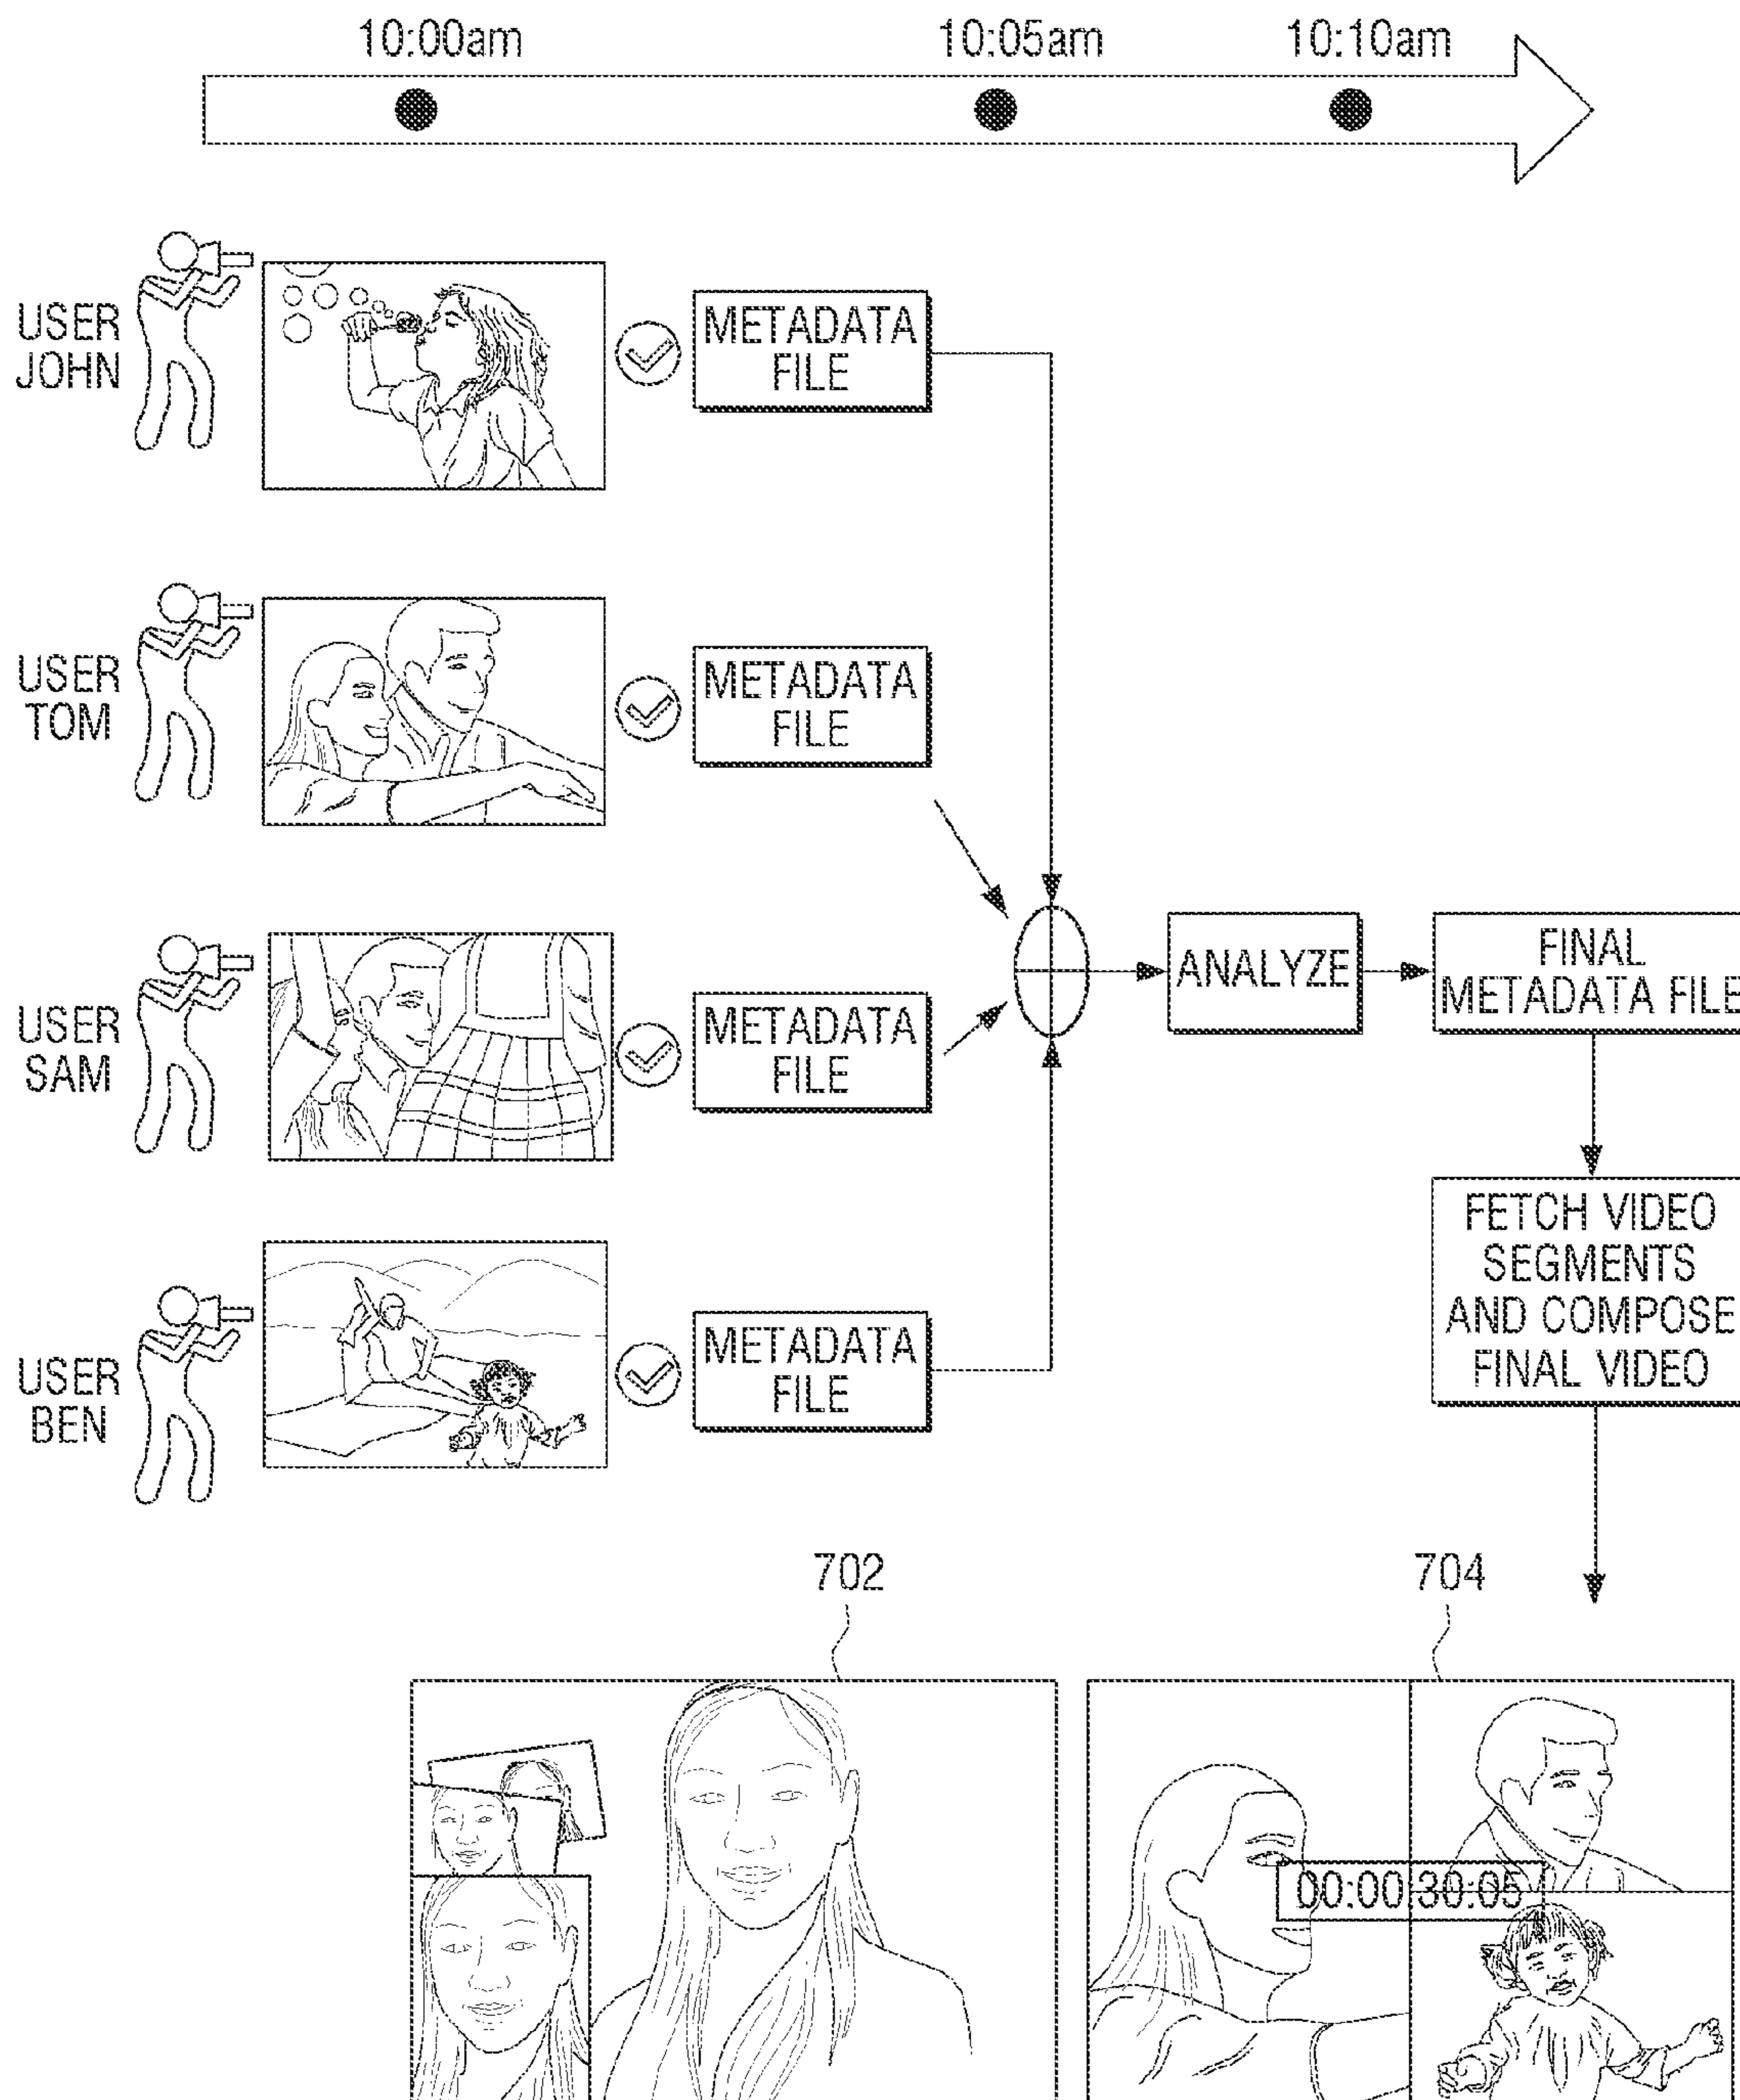 10:00am 10:05am 10:10am
USER
JOHN
METADATA
FILE
USER
TOM
METADATA
FILE
USER
SAM
METADATA
FILE
ANALYZE
FINAL
METADATA FILE
FETCH VIDEO
SEGMENTS
AND COMPOSE
FINAL VIDEO
USER
BEN
METADATA
FILE
702
704
00:00:30:05